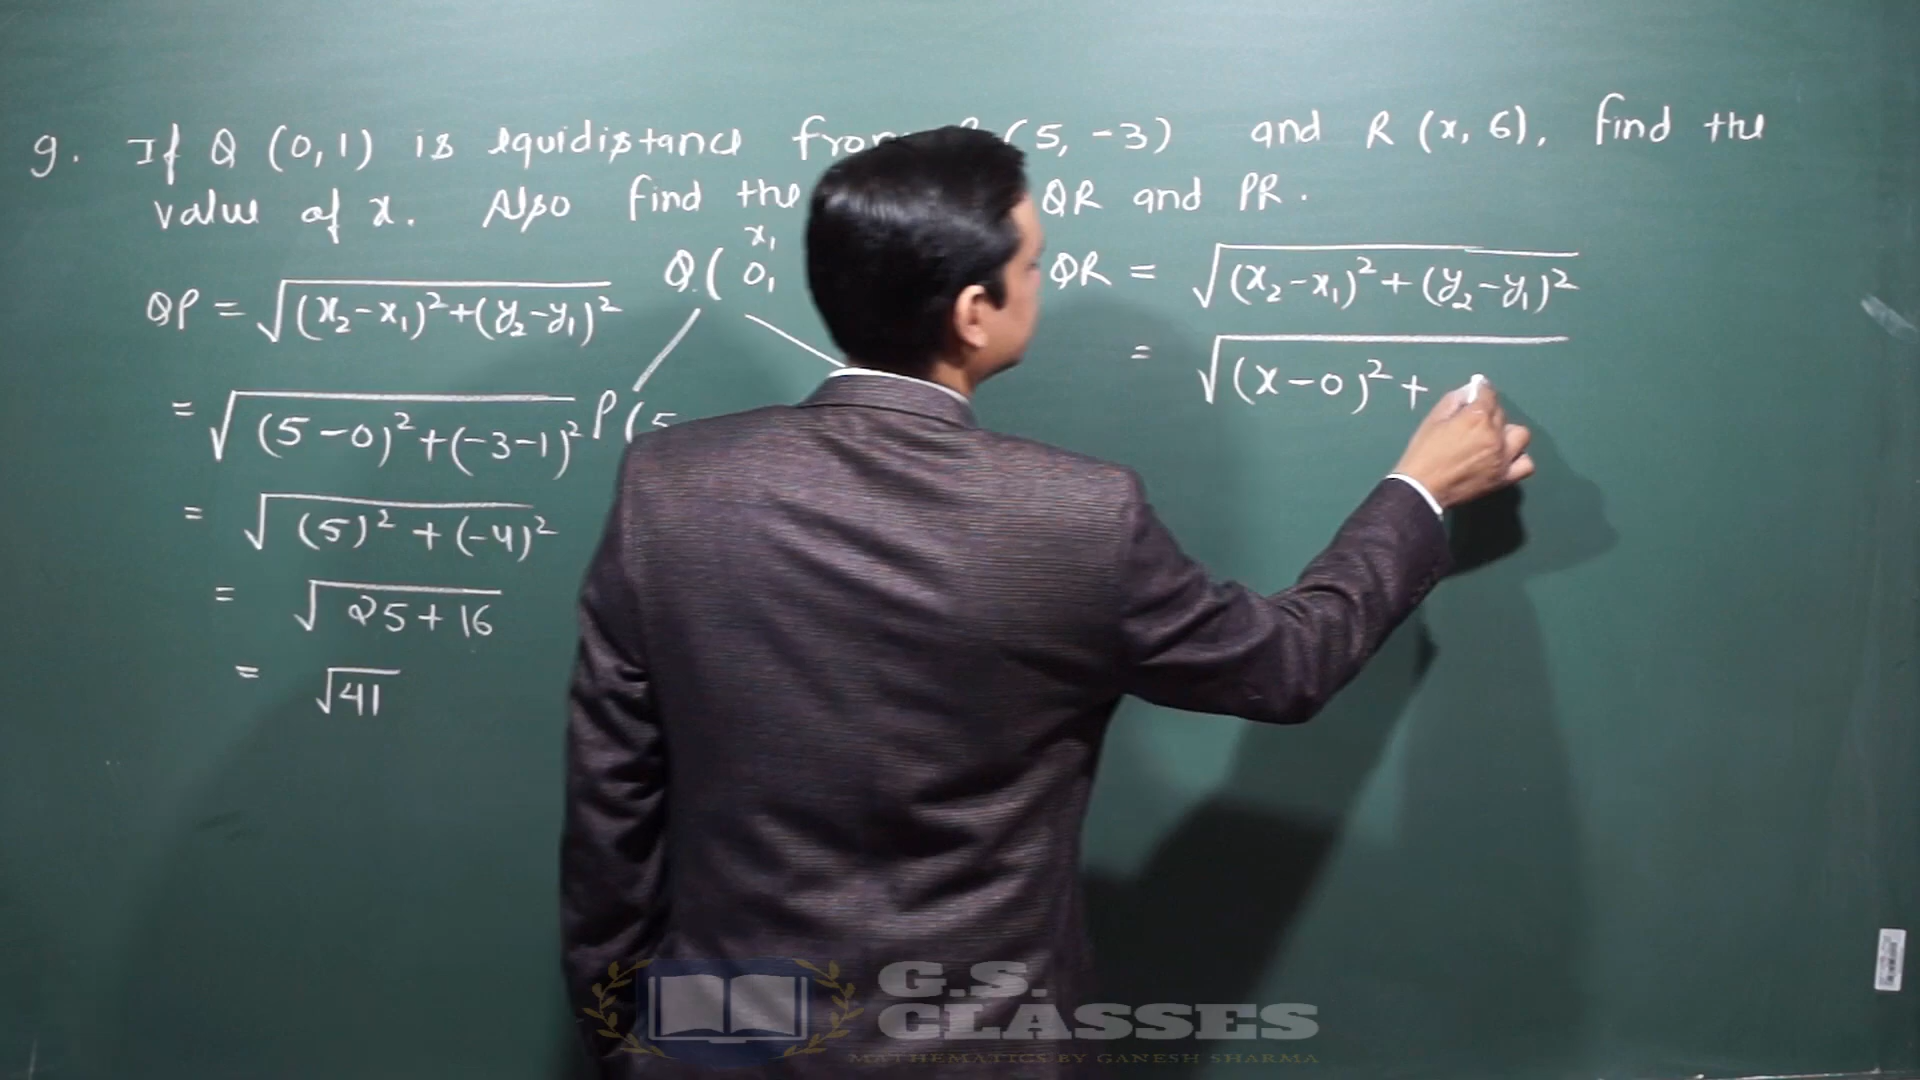 9. If Q (0,1) is equidistance from (5, -3) and R (x, 6), find the
value of x. Also find the QR and PR.
x₁
Q ( 0,
QP = √((x₂-x₁)²+(y₂-y₁)²)
= √((5-0)²+(-3-1)²)
P (5
= √((5)²+(-4)²)
= √(25+16)
= √41
QR = √((x₂-x₁)²+(y₂-y₁)²)
= √((x-0)²+
G.S.
CLASSES
MATHEMATICS BY GANESH SHARMA